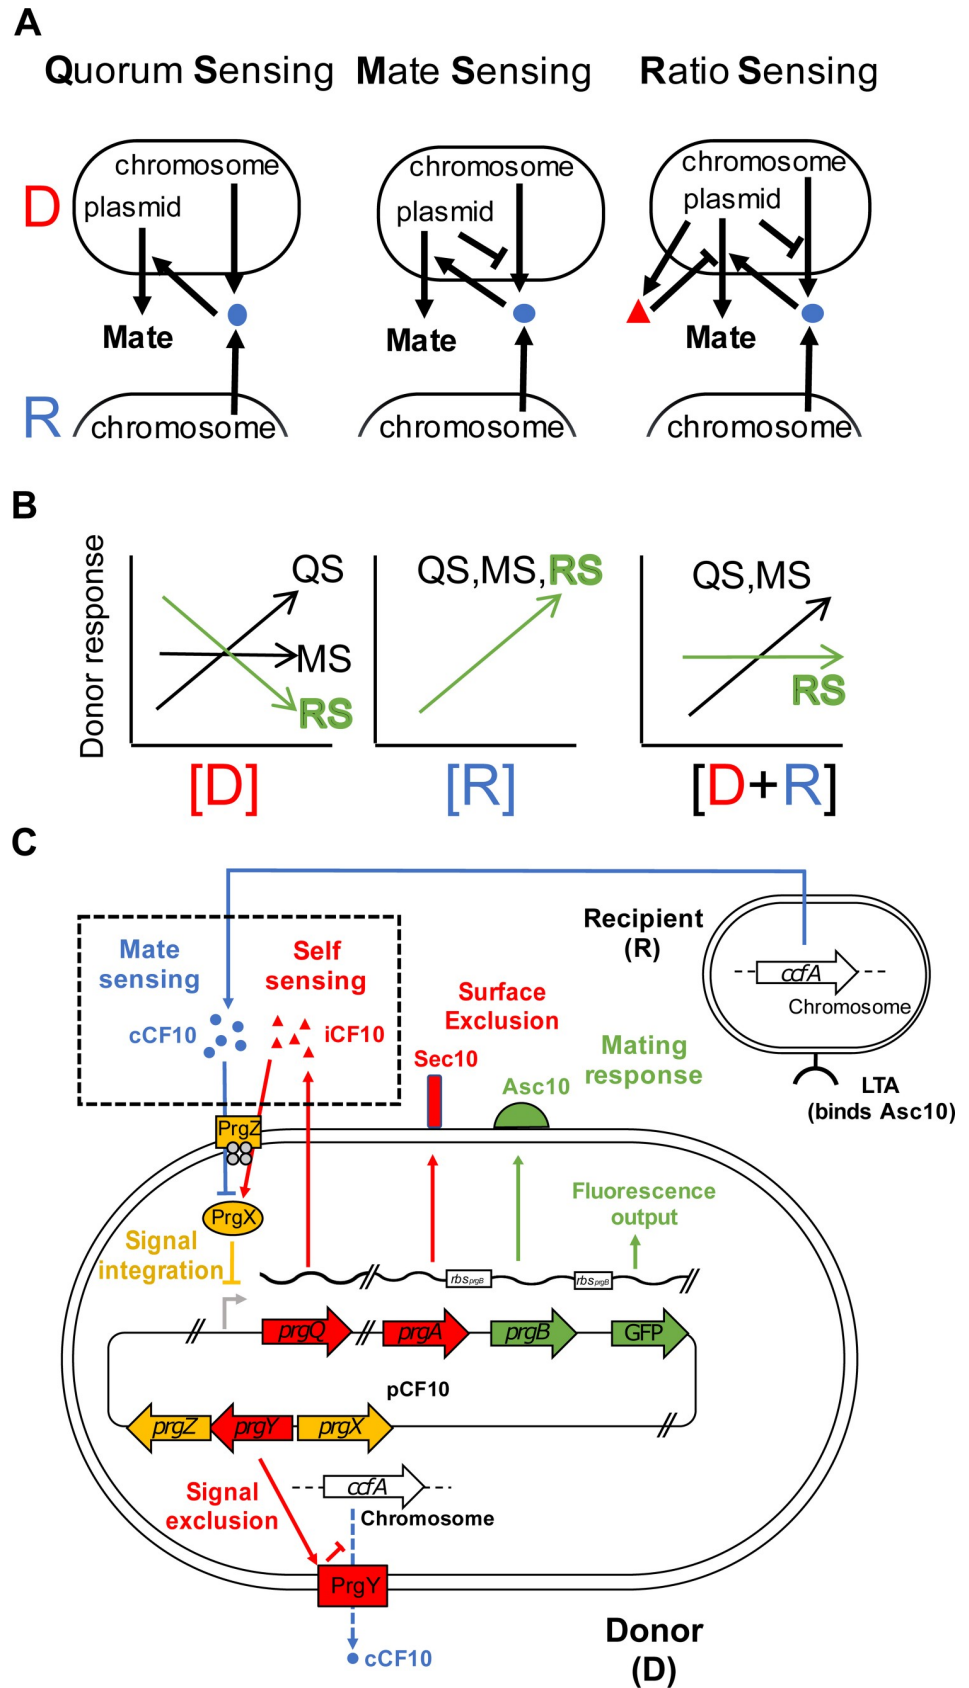 A
Quorum Sensing Mate Sensing Ratio Sensing
chromosome chromosome chromosome
D plasmid plasmid plasmid
Mate Mate Mate
R chromosome chromosome chromosome
B
Donor response
QS
MS
RS
[D]
QS,MS,RS
[R]
QS,MS
RS
[D+R]
C
Recipient
(R)
ccfA
Chromosome
LTA
(binds Asc10)
Mate
sensing
Self
sensing
cCF10
iCF10
Surface
Exclusion
Sec10
Mating
response
Asc10
PrgZ
PrgX
Signal
integration
Fluorescence
output
rbsprgB
rbsprgB
prgQ
prgA
prgB
GFP
pCF10
prgZ
prgY
prgX
ccfA
Chromosome
Signal
exclusion
PrgY
cCF10
Donor
(D)